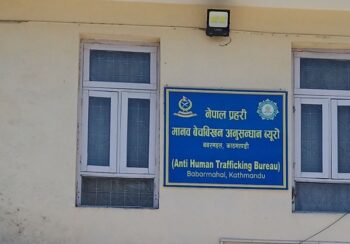 नेपाल प्रहरी
मानव बेचबिखन अनुसन्धान ब्यूरो
बबरमहल, काठमाण्डौ
(Anti Human Trafficking Bureau)
Babarmahal, Kathmandu